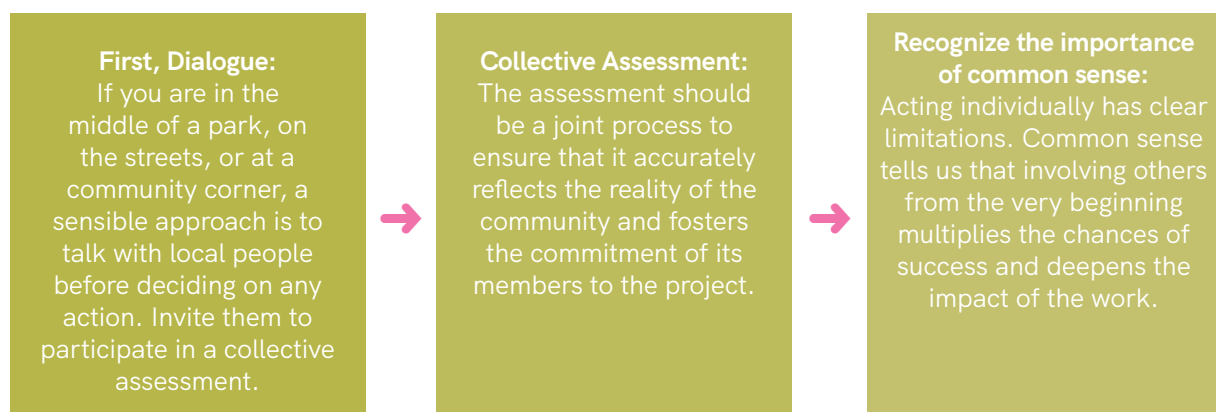 First, Dialogue:
If you are in the
middle of a park, on
the streets, or at a
community corner, a
sensible approach is to
talk with local people
before deciding on any
action. Invite them to
participate in a collective
assessment.
Collective Assessment:
The assessment should
be a joint process to
ensure that it accurately
reflects the reality of the
community and fosters
the commitment of its
members to the project.
Recognize the importance
of common sense:
Acting individually has clear
limitations. Common sense
tells us that involving others
from the very beginning
multiplies the chances of
success and deepens the
impact of the work.